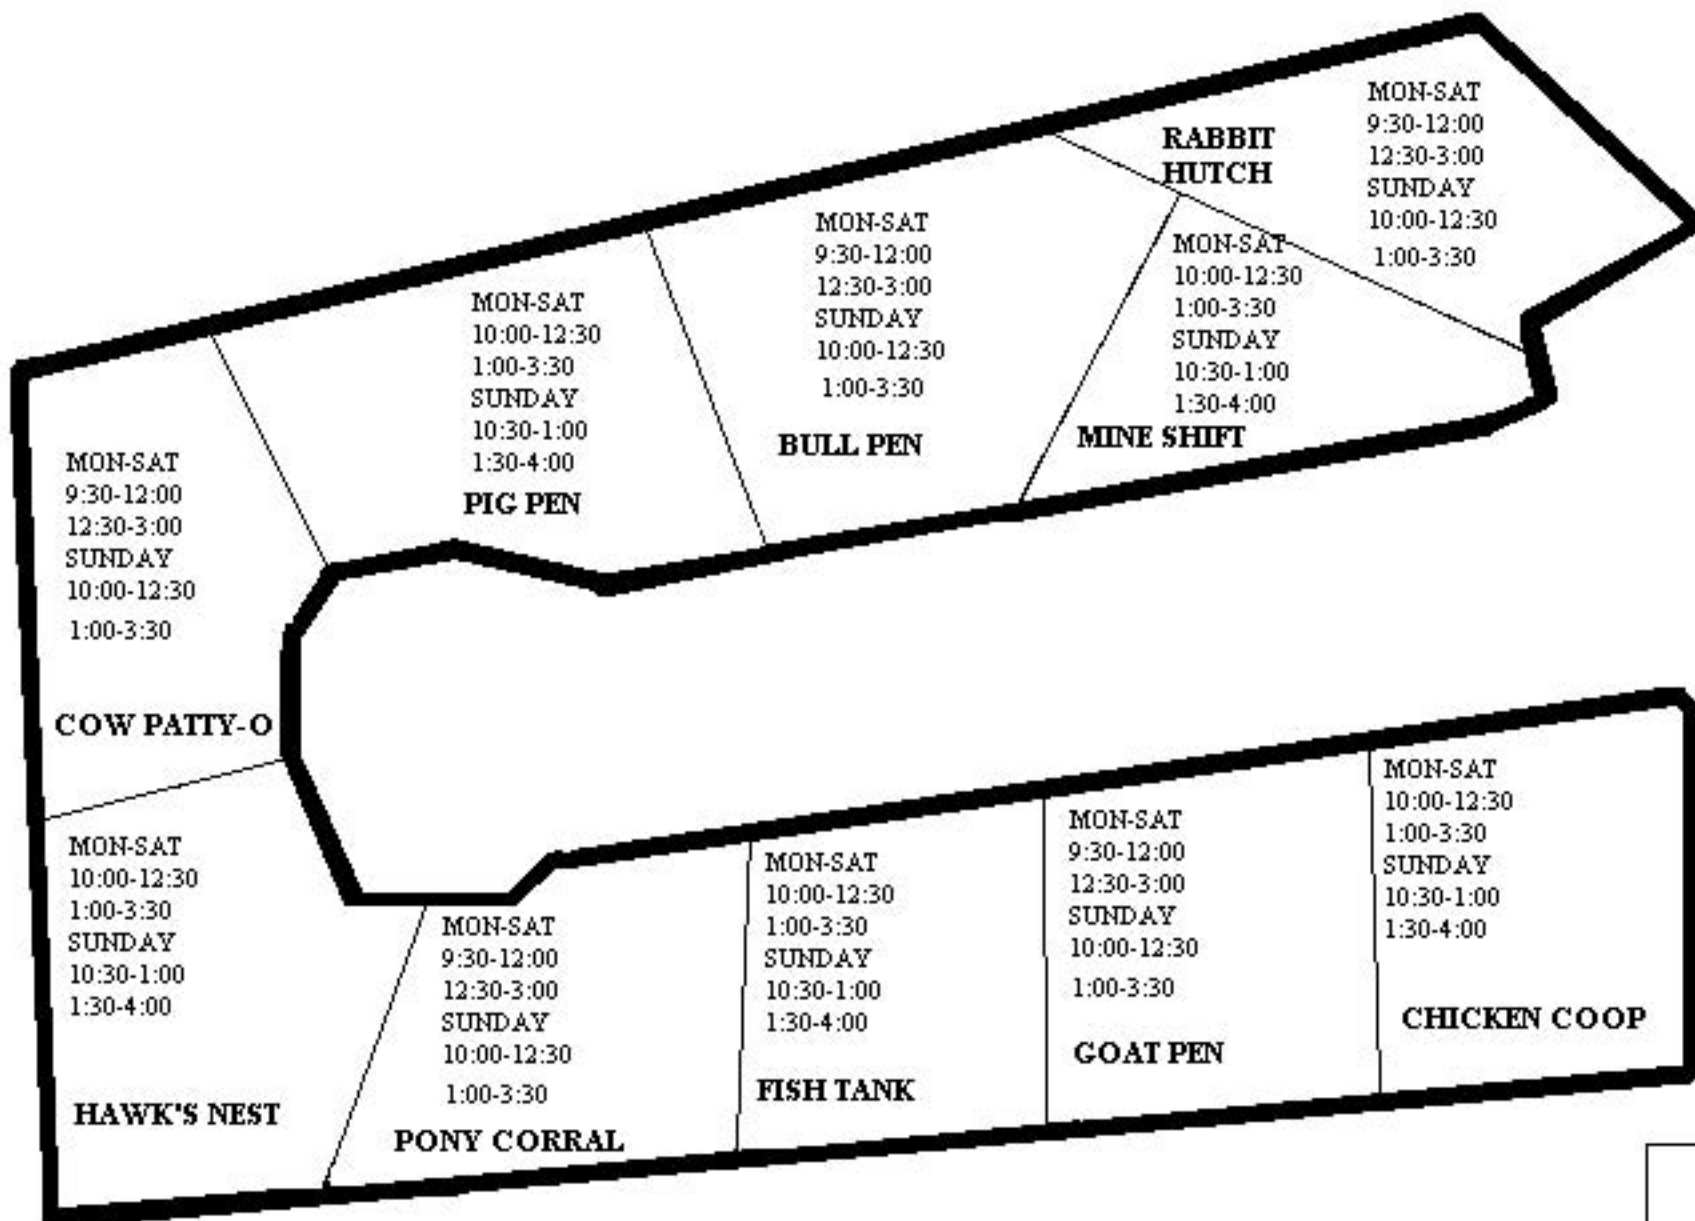 MON-SAT
9:30-12:00
12:30-3:00
SUNDAY
10:00-12:30
1:00-3:30
RABBIT
HUTCH
MON-SAT
10:00-12:30
1:00-3:30
SUNDAY
10:30-1:00
1:30-4:00
MINE SHIFT
MON-SAT
9:30-12:00
12:30-3:00
SUNDAY
10:00-12:30
1:00-3:30
BULL PEN
MON-SAT
10:00-12:30
1:00-3:30
SUNDAY
10:30-1:00
1:30-4:00
PIG PEN
MON-SAT
9:30-12:00
12:30-3:00
SUNDAY
10:00-12:30
1:00-3:30
COW PATTY-O
MON-SAT
10:00-12:30
1:00-3:30
SUNDAY
10:30-1:00
1:30-4:00
HAWK'S NEST
MON-SAT
9:30-12:00
12:30-3:00
SUNDAY
10:00-12:30
1:00-3:30
PONY CORRAL
MON-SAT
10:00-12:30
1:00-3:30
SUNDAY
10:30-1:00
1:30-4:00
FISH TANK
MON-SAT
9:30-12:00
12:30-3:00
SUNDAY
10:00-12:30
1:00-3:30
GOAT PEN
MON-SAT
10:00-12:30
1:00-3:30
SUNDAY
10:30-1:00
1:30-4:00
CHICKEN COOP